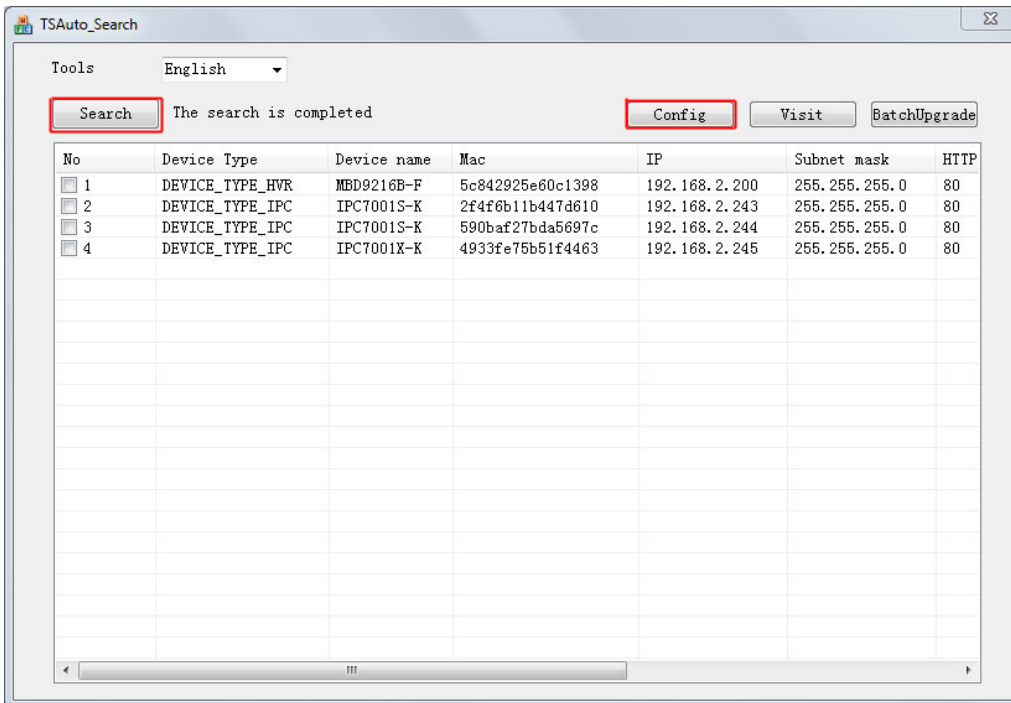 TSAuto_Search
Tools English
Search The search is completed Config Visit BatchUpgrade
No Device Type Device name Mac IP Subnet mask HTTP
1 DEVICE_TYPE_HVR MBD9216B-F 5c842925e60c1398 192.168.2.200 255.255.255.0 80
2 DEVICE_TYPE_IPC IPC7001S-K 2f4f6b11b447d610 192.168.2.243 255.255.255.0 80
3 DEVICE_TYPE_IPC IPC7001S-K 590baf27bda5697c 192.168.2.244 255.255.255.0 80
4 DEVICE_TYPE_IPC IPC7001X-K 4933fe75b51f4463 192.168.2.245 255.255.255.0 80